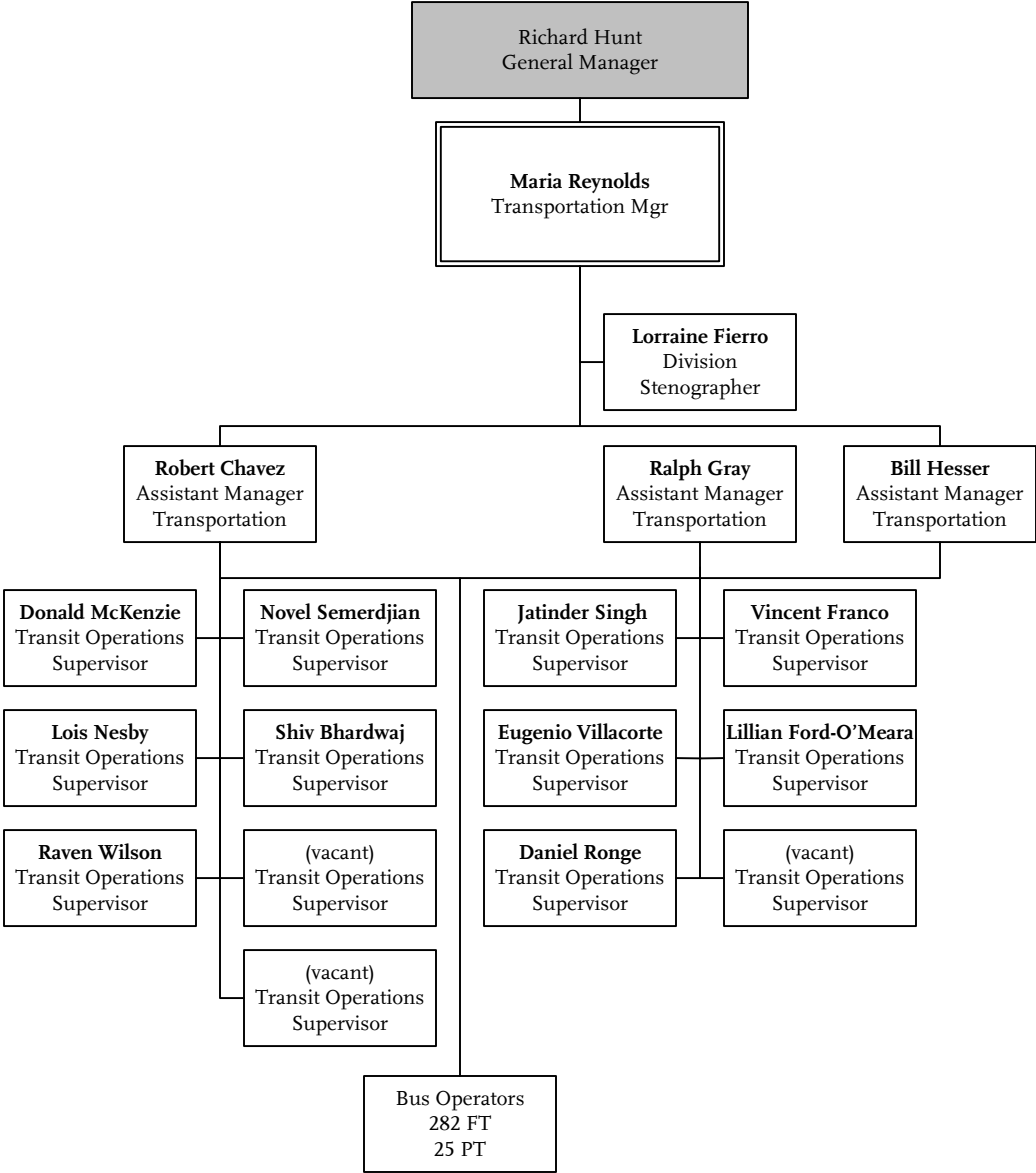 Richard Hunt
General Manager
Maria Reynolds
Transportation Mgr
Lorraine Fierro
Division
Stenographer
Robert Chavez
Assistant Manager
Transportation
Ralph Gray
Assistant Manager
Transportation
Bill Hesser
Assistant Manager
Transportation
Donald McKenzie
Transit Operations
Supervisor
Novel Semerdjian
Transit Operations
Supervisor
Jatinder Singh
Transit Operations
Supervisor
Vincent Franco
Transit Operations
Supervisor
Lois Nesby
Transit Operations
Supervisor
Shiv Bhardwaj
Transit Operations
Supervisor
Eugenio Villacorte
Transit Operations
Supervisor
Lillian Ford-O’Meara
Transit Operations
Supervisor
Raven Wilson
Transit Operations
Supervisor
(vacant)
Transit Operations
Supervisor
Daniel Ronge
Transit Operations
Supervisor
(vacant)
Transit Operations
Supervisor
(vacant)
Transit Operations
Supervisor
Bus Operators
282 FT
25 PT